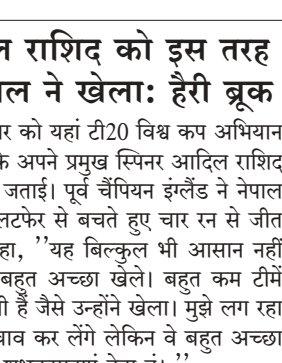 राशिद को इस तरह
ने खेला: हैरी ब्रूक
को यहां टी20 विश्व कप अभियान
अपने प्रमुख स्पिनर आदिल राशिद
जताई। पूर्व चैंपियन इंग्लैंड ने नेपाल
से बचते हुए चार रन से जीत
''यह बिल्कुल भी आसान नहीं
बहुत अच्छा खेले। बहुत कम टीमें
हैं जैसे उन्होंने खेला। मुझे लग रहा
कर लेंगे लेकिन वे बहुत अच्छा